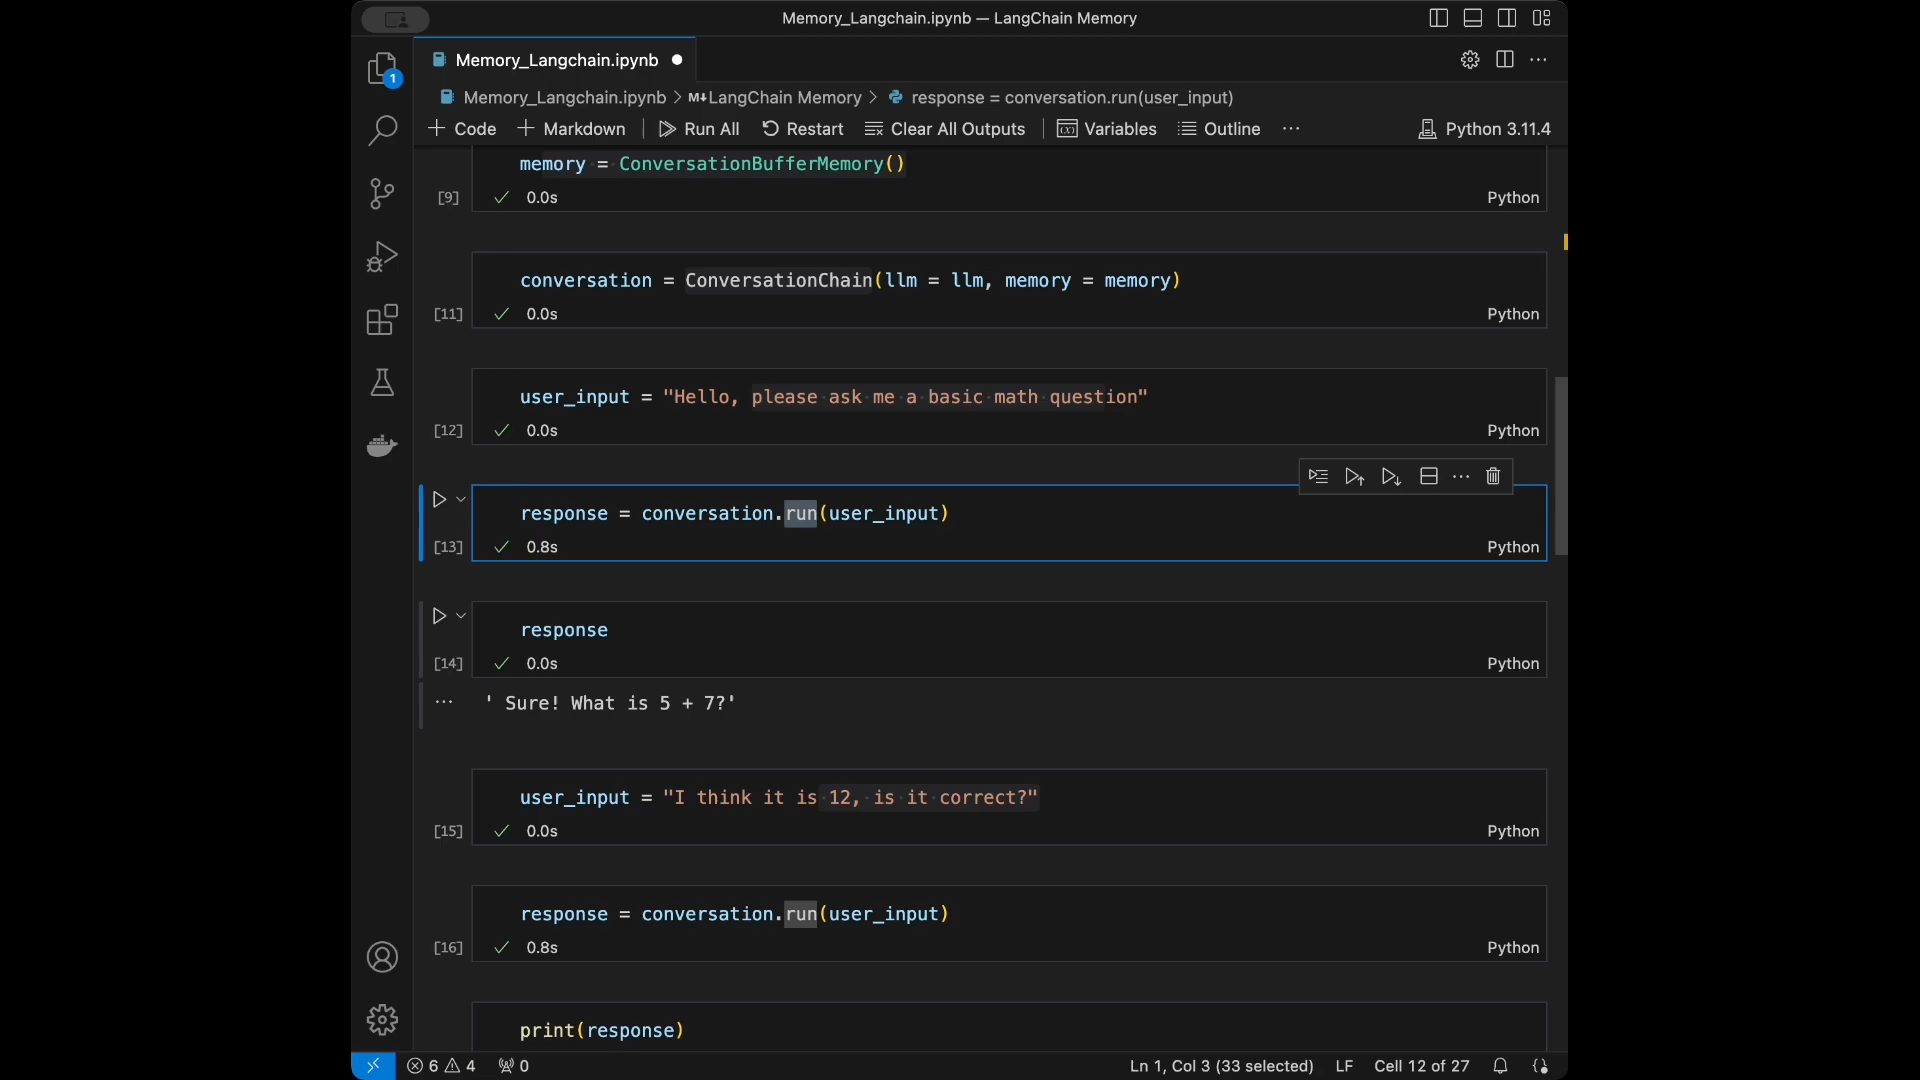 Memory_Langchain.ipynb — LangChain Memory
Memory_Langchain.ipynb
1
Memory_Langchain.ipynb > M↓LangChain Memory > response = conversation.run(user_input)
+ Code + Markdown Run All Restart Clear All Outputs Variables Outline ··· Python 3.11.4
memory = ConversationBufferMemory()
[9] ✓ 0.0s Python
conversation = ConversationChain(llm = llm, memory = memory)
[11] ✓ 0.0s Python
user_input = "Hello, please ask me a basic math question"
[12] ✓ 0.0s Python
response = conversation.run(user_input)
[13] ✓ 0.8s Python
response
[14] ✓ 0.0s Python
' Sure! What is 5 + 7?'
user_input = "I think it is 12, is it correct?"
[15] ✓ 0.0s Python
response = conversation.run(user_input)
[16] ✓ 0.8s Python
print(response)
6 4 0 Ln 1, Col 3 (33 selected) LF Cell 12 of 27